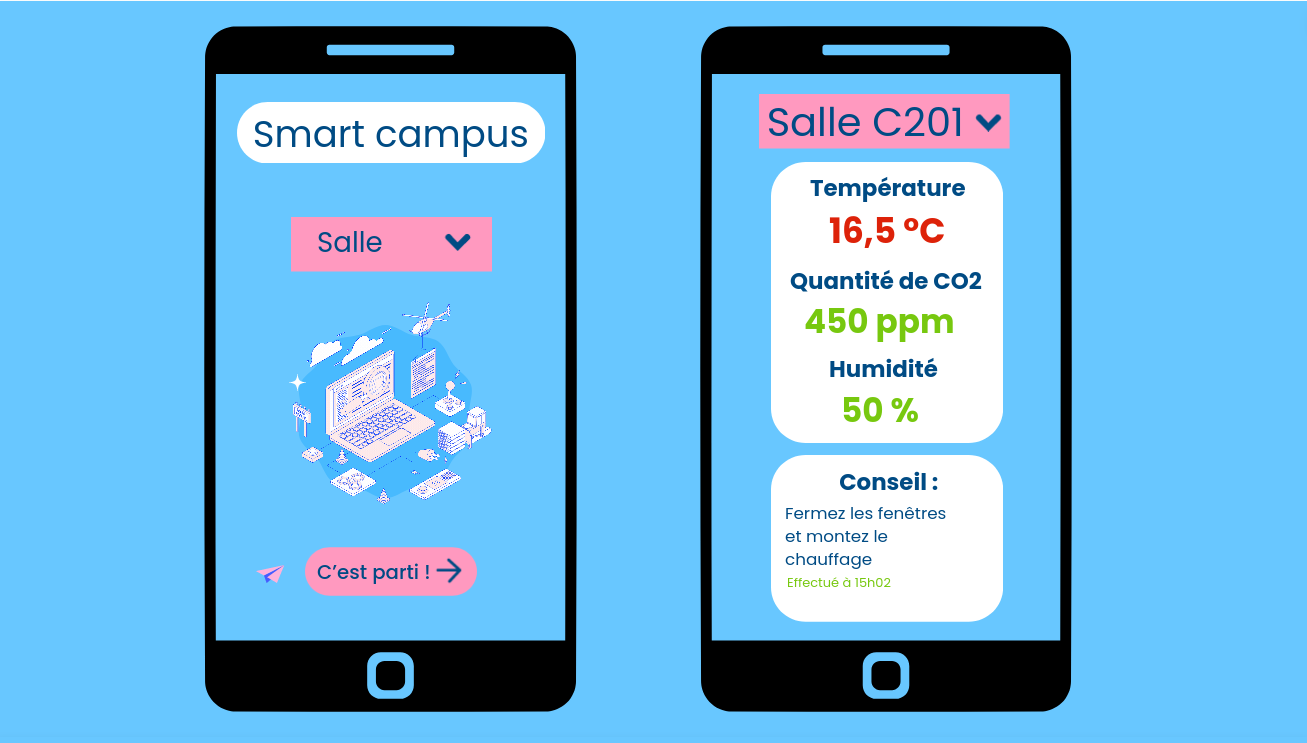 Smart campus
Salle
C'est parti !
Salle C201
Température
16,5 °C
Quantité de CO2
450 ppm
Humidité
50 %
Conseil :
Fermez les fenêtres
et montez le
chauffage
Effectué à 15h02